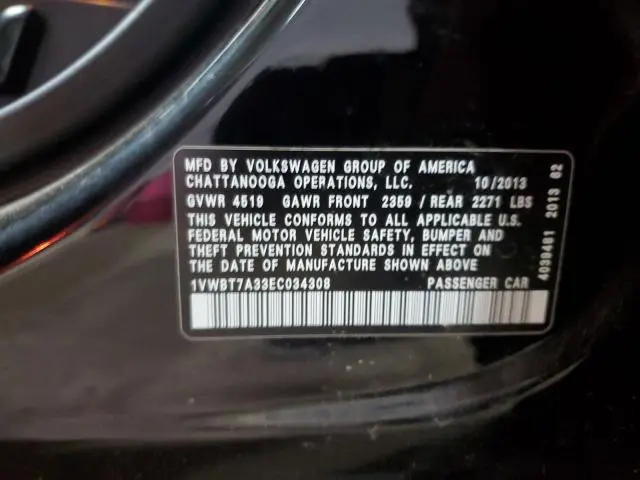 MFD BY VOLKSWAGEN GROUP OF AMERICA
CHATTANOOGA OPERATIONS, LLC. 10/2013
GVWR 4519 GAWR FRONT 2359 / REAR 2271 LBS
THIS VEHICLE CONFORMS TO ALL APPLICABLE U.S.
FEDERAL MOTOR VEHICLE SAFETY, BUMPER AND
THEFT PREVENTION STANDARDS IN EFFECT ON
THE DATE OF MANUFACTURE SHOWN ABOVE
1VWBT7A33EC034308 PASSENGER CAR
4039461 2013 02